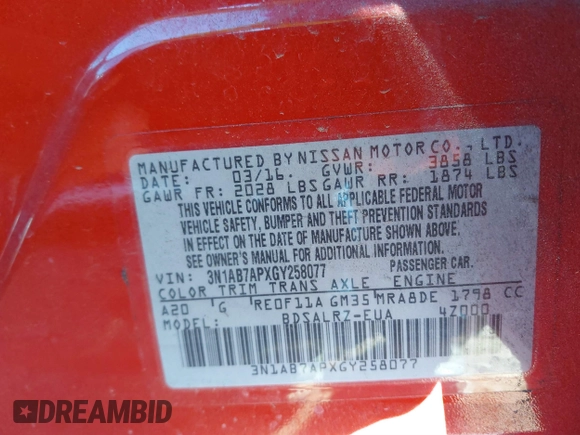 MANUFACTURED BY NISSAN MOTOR CO., LTD.
DATE: 03/16. GVWR: 3858 LBS
GAWR FR: 2028 LBS GAWR RR: 1874 LBS
THIS VEHICLE CONFORMS TO ALL APPLICABLE FEDERAL MOTOR
VEHICLE SAFETY, BUMPER AND THEFT PREVENTION STANDARDS
IN EFFECT ON THE DATE OF MANUFACTURE SHOWN ABOVE.
SEE OWNER'S MANUAL FOR ADDITIONAL INFORMATION.
VIN: 3N1AB7APXGY258077 PASSENGER CAR.
COLOR TRIM TRANS AXLE ENGINE
A20 G RE0F11A GM35 MRA8DE 1798 CC
MODEL: BDSALRZ-EUA 4Z000
3N1AB7APXGY258077
DREAMBID